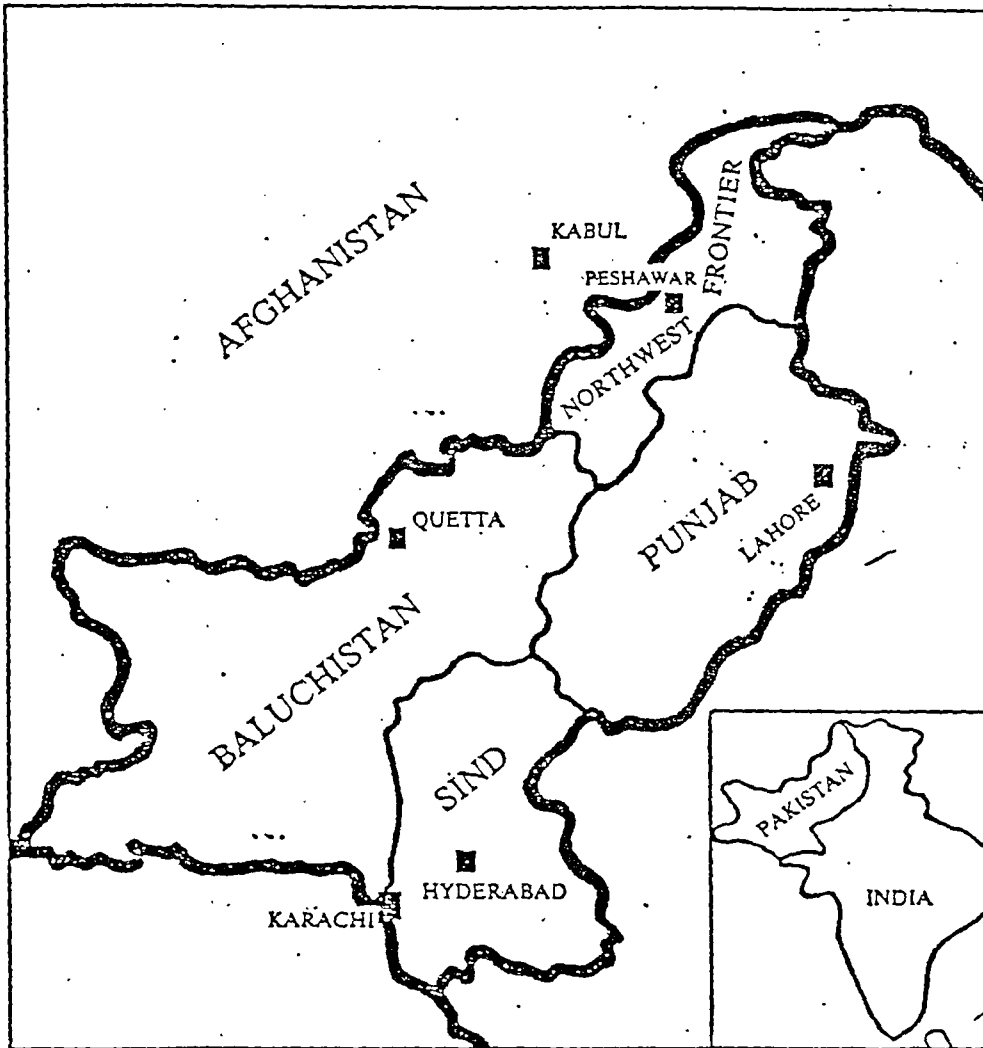 AFGHANISTAN
KABUL
PESHAWAR
NORTHWEST
FRONTIER
QUETTA
PUNJAB
LAHORE
BALUCHISTAN
SIND
HYDERABAD
KARACHI
PAKISTAN
INDIA